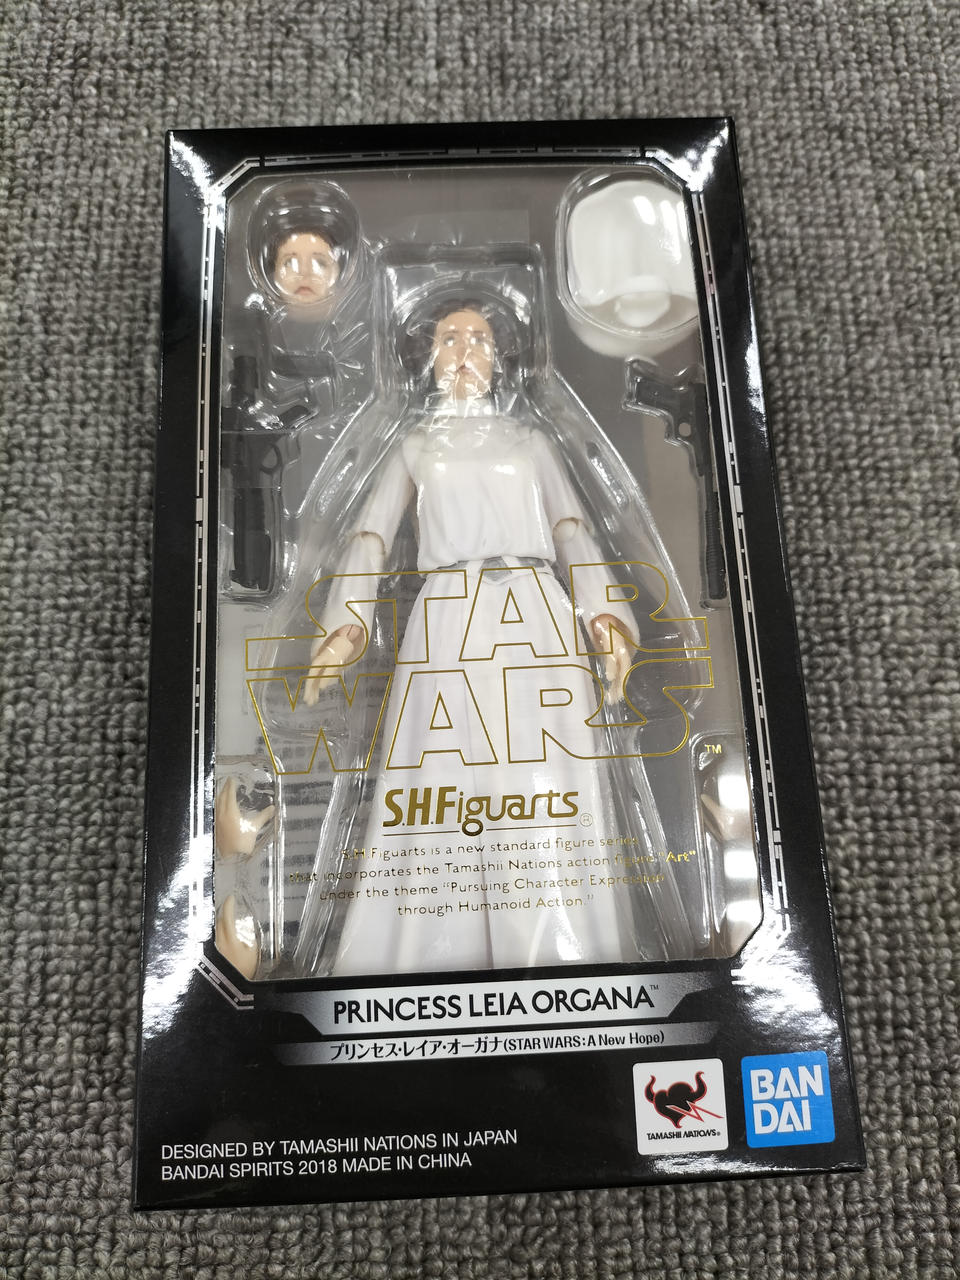 STAR
WARS
TM
S.H.Figuarts®
S.H.Figuarts is a new standard figure series
that incorporates the Tamashii Nations action figure "Art"
under the theme "Pursuing Character Expression
through Humanoid Action."
PRINCESS LEIA ORGANA™
プリンセス・レイア・オーガナ(STAR WARS:A New Hope)
TAMASHII NATIONS®
BAN
DAI
DESIGNED BY TAMASHII NATIONS IN JAPAN
BANDAI SPIRITS 2018 MADE IN CHINA